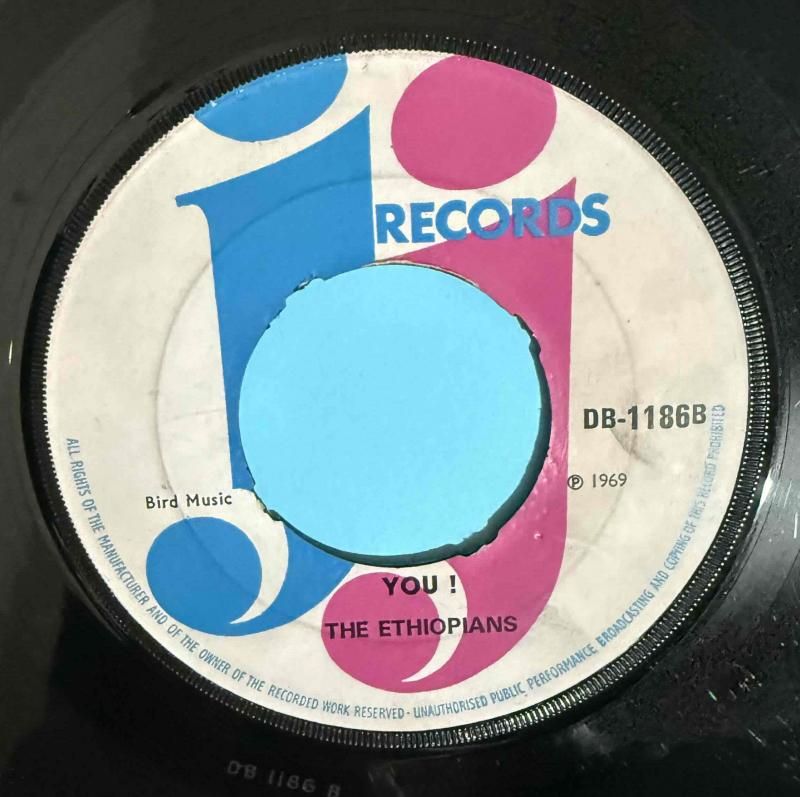 jj
RECORDS
DB-1186B
Bird Music
℗ 1969
YOU !
THE ETHIOPIANS
ALL RIGHTS OF THE MANUFACTURER AND OF THE OWNER OF THE RECORDED WORK RESERVED - UNAUTHORISED PUBLIC PERFORMANCE BROADCASTING AND COPYING OF THIS RECORD PROHIBITED
DB 1186 B